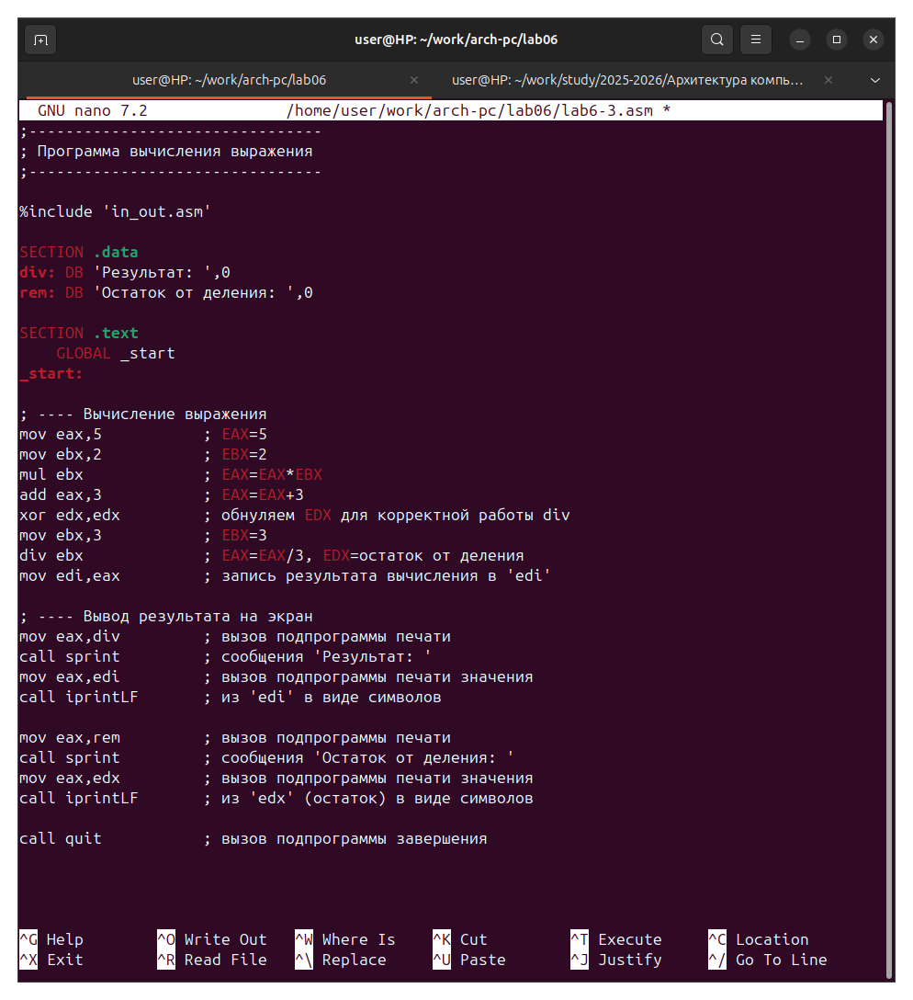 user@HP: ~/work/arch-pc/lab06
user@HP: ~/work/arch-pc/lab06
user@HP: ~/work/study/2025-2026/Архитектура компь…
GNU nano 7.2 /home/user/work/arch-pc/lab06/lab6-3.asm *
;--------------------------------
; Программа вычисления выражения
;--------------------------------
%include 'in_out.asm'
SECTION .data
div: DB 'Результат: ',0
rem: DB 'Остаток от деления: ',0
SECTION .text
GLOBAL _start
_start:
; ---- Вычисление выражения
mov eax,5 ; EAX=5
mov ebx,2 ; EBX=2
mul ebx ; EAX=EAX*EBX
add eax,3 ; EAX=EAX+3
xor edx,edx ; обнуляем EDX для корректной работы div
mov ebx,3 ; EBX=3
div ebx ; EAX=EAX/3, EDX=остаток от деления
mov edi,eax ; запись результата вычисления в 'edi'
; ---- Вывод результата на экран
mov eax,div ; вызов подпрограммы печати
call sprint ; сообщения 'Результат: '
mov eax,edi ; вызов подпрограммы печати значения
call iprintLF ; из 'edi' в виде символов
mov eax,rem ; вызов подпрограммы печати
call sprint ; сообщения 'Остаток от деления: '
mov eax,edx ; вызов подпрограммы печати значения
call iprintLF ; из 'edx' (остаток) в виде символов
call quit ; вызов подпрограммы завершения
^G Help ^O Write Out ^W Where Is ^K Cut ^T Execute ^C Location
^X Exit ^R Read File ^\ Replace ^U Paste ^J Justify ^/ Go To Line